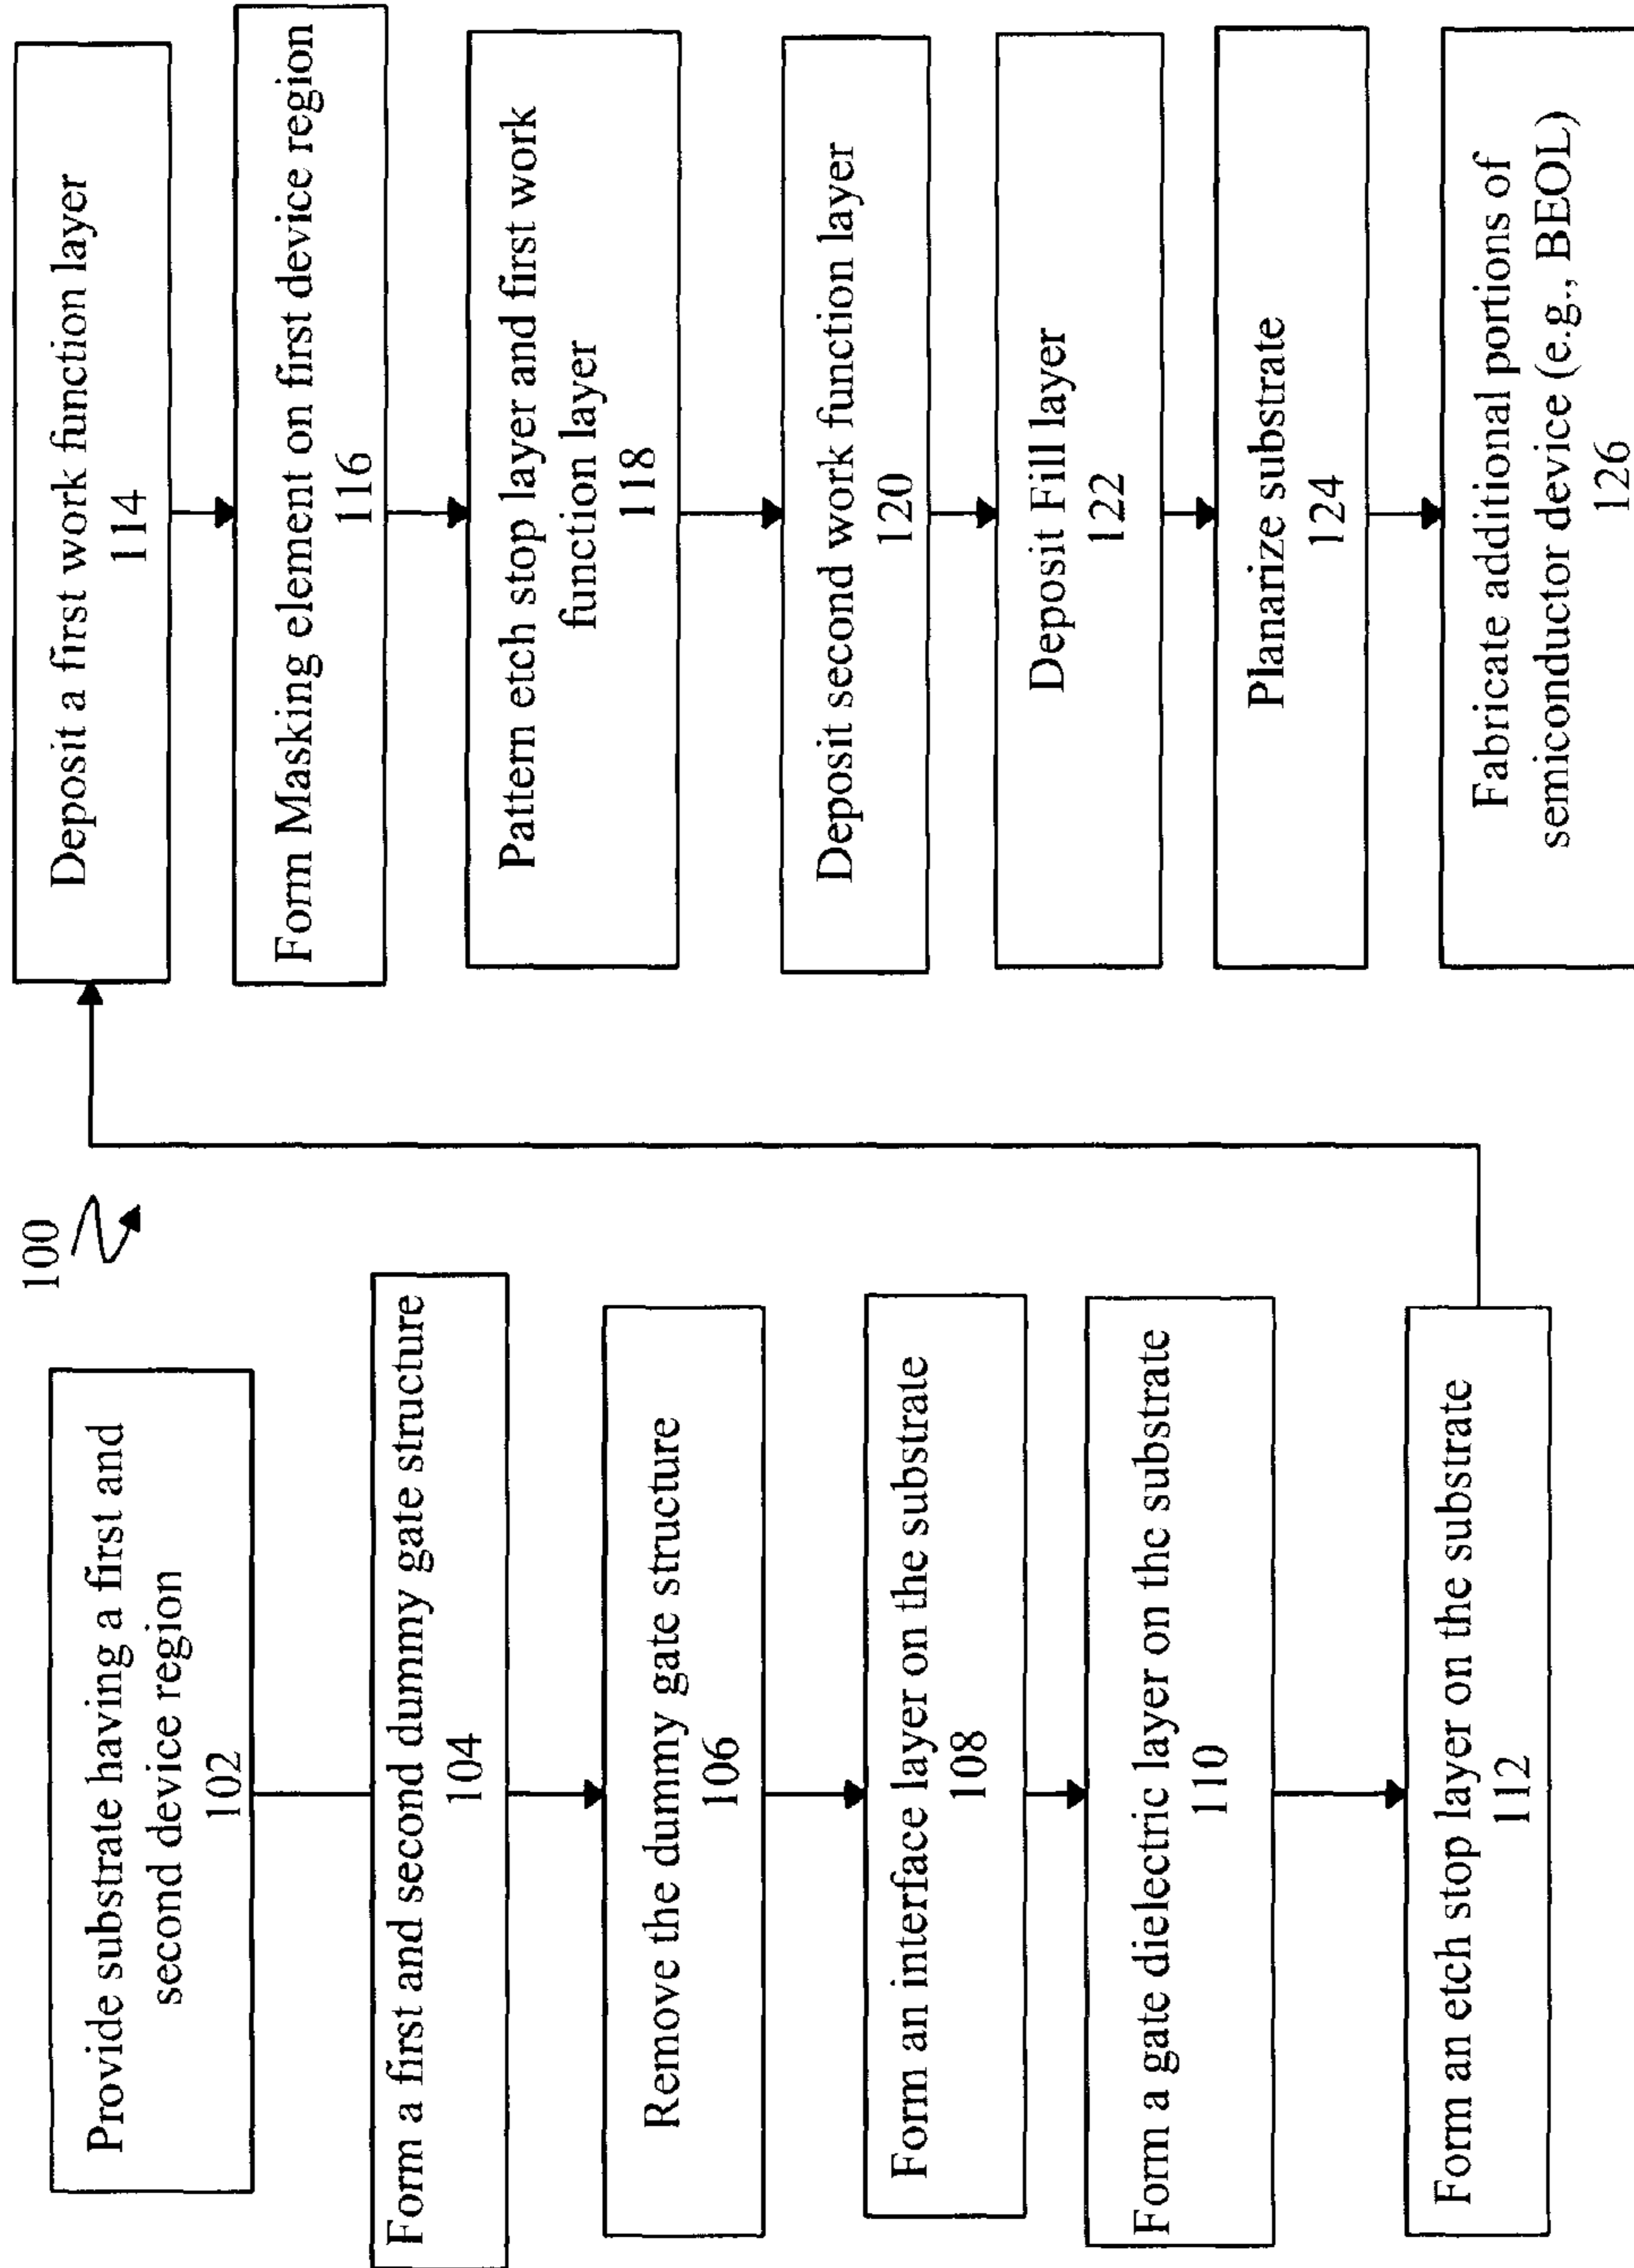 100
Provide substrate having a first and
second device region
102
Form a first and second dummy gate structure
104
Remove the dummy gate structure
106
Form an interface layer on the substrate
108
Form a gate dielectric layer on the substrate
110
Form an etch stop layer on the substrate
112
Deposit a first work function layer
114
Form Masking element on first device region
116
Pattern etch stop layer and first work
function layer
118
Deposit second work function layer
120
Deposit Fill layer
122
Planarize substrate
124
Fabricate additional portions of
semiconductor device (e.g., BEOL)
126